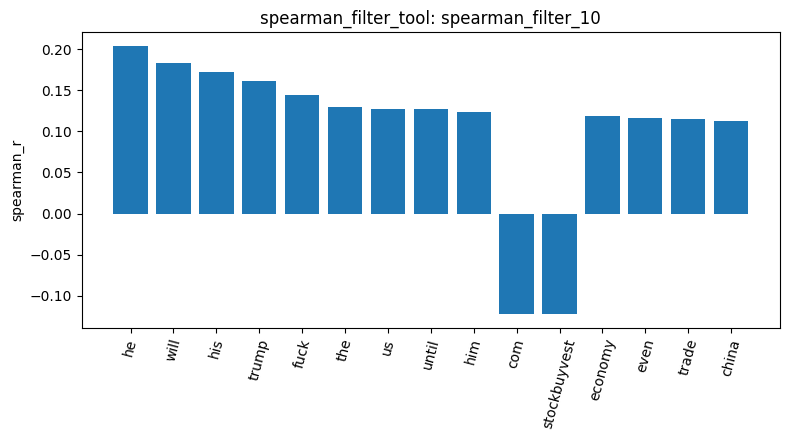 spearman_filter_tool: spearman_filter_10
spearman_r
0.20
0.15
0.10
0.05
0.00
−0.05
−0.10
he
will
his
trump
fuck
the
us
until
him
com
stockbuyvest
economy
even
trade
china